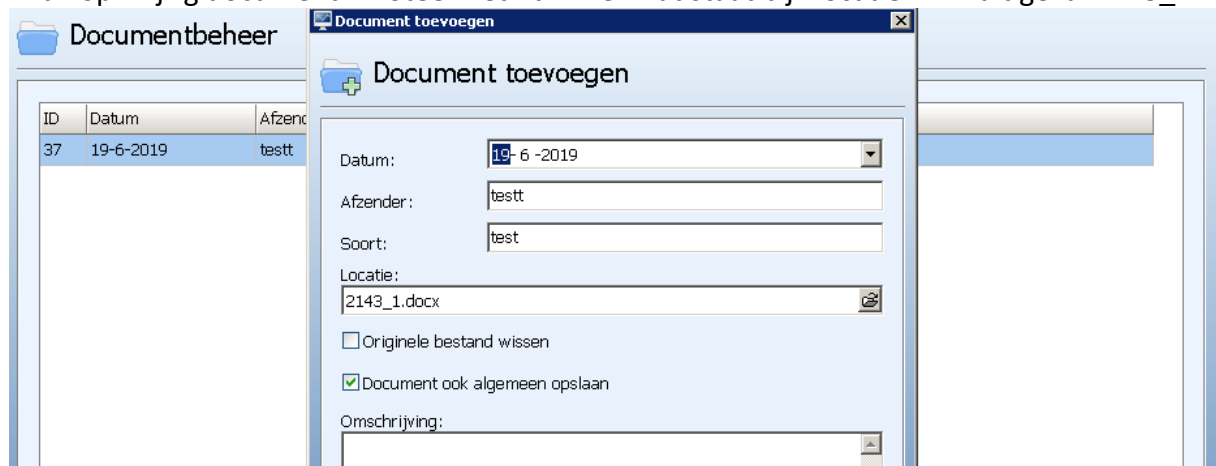 Document toevoegen
Documentbeheer
Document toevoegen
ID Datum Afzend
37 19-6-2019 testt
Datum: 19- 6 -2019
Afzender: testt
Soort: test
Locatie:
2143_1.docx
Originele bestand wissen
Document ook algemeen opslaan
Omschrijving: